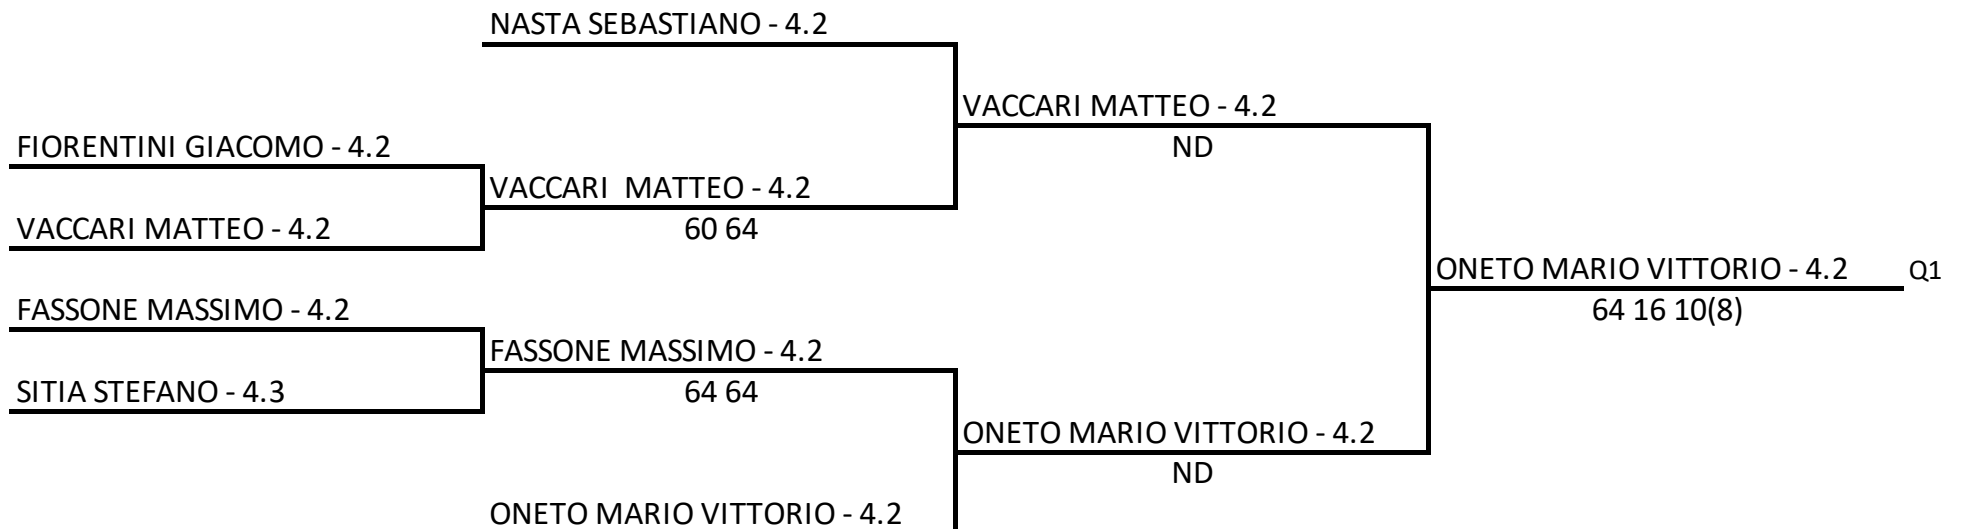 NASTA SEBASTIANO - 4.2
VACCARI MATTEO - 4.2
FIORENTINI GIACOMO - 4.2
ND
VACCARI  MATTEO - 4.2
VACCARI MATTEO - 4.2
60 64
ONETO MARIO VITTORIO - 4.2 Q1
FASSONE MASSIMO - 4.2
64 16 10(8)
FASSONE MASSIMO - 4.2
SITIA STEFANO - 4.3
64 64
ONETO MARIO VITTORIO - 4.2
ND
ONETO MARIO VITTORIO - 4.2